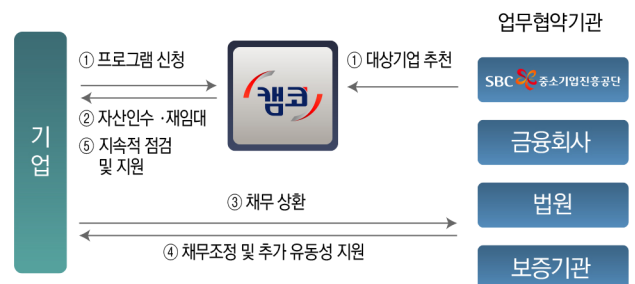 업무협약기관
① 프로그램 신청
① 대상기업 추천
캠코
SBC 중소기업진흥공단
② 자산인수 ·재임대
⑤ 지속적 점검
및 지원
기업
금융회사
③ 채무 상환
법원
④ 채무조정 및 추가 유동성 지원
보증기관